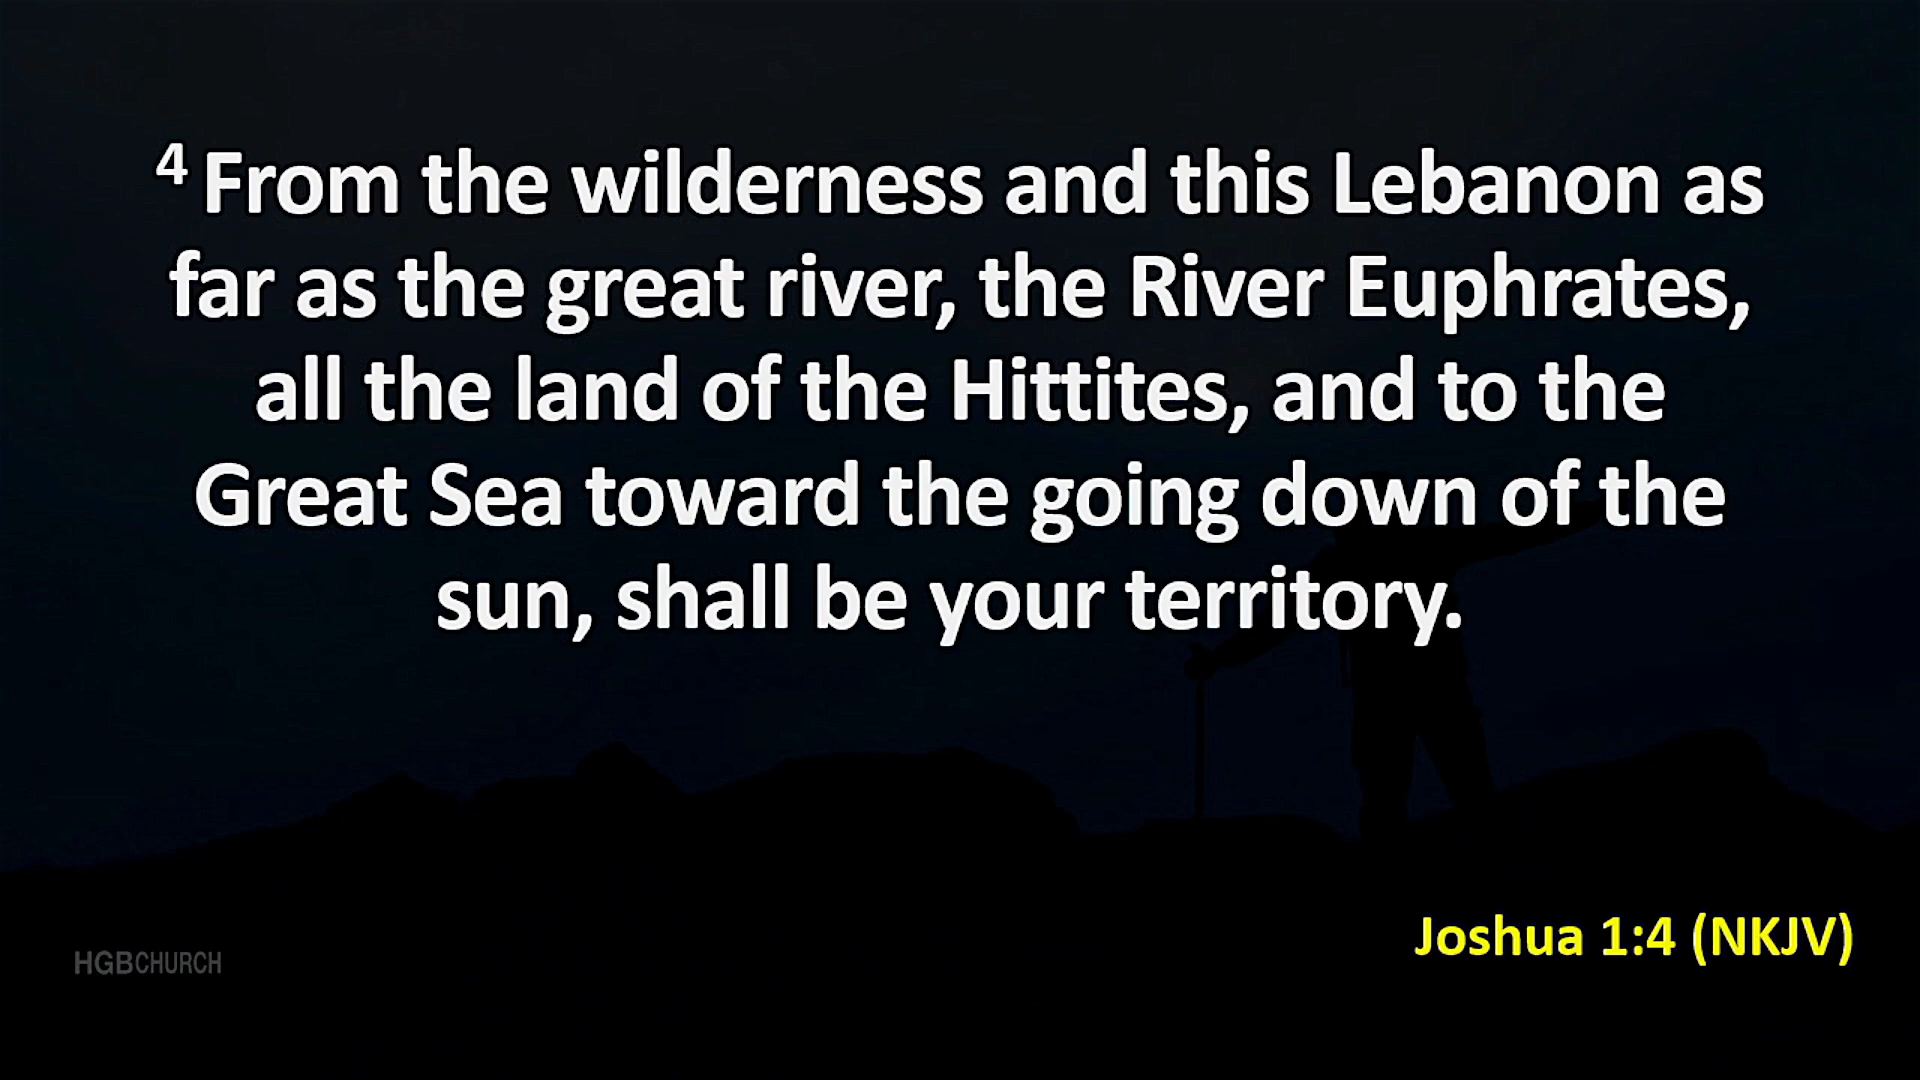 4 From the wilderness and this Lebanon as
far as the great river, the River Euphrates,
all the land of the Hittites, and to the
Great Sea toward the going down of the
sun, shall be your territory.
Joshua 1:4 (NKJV)
HGBCHURCH